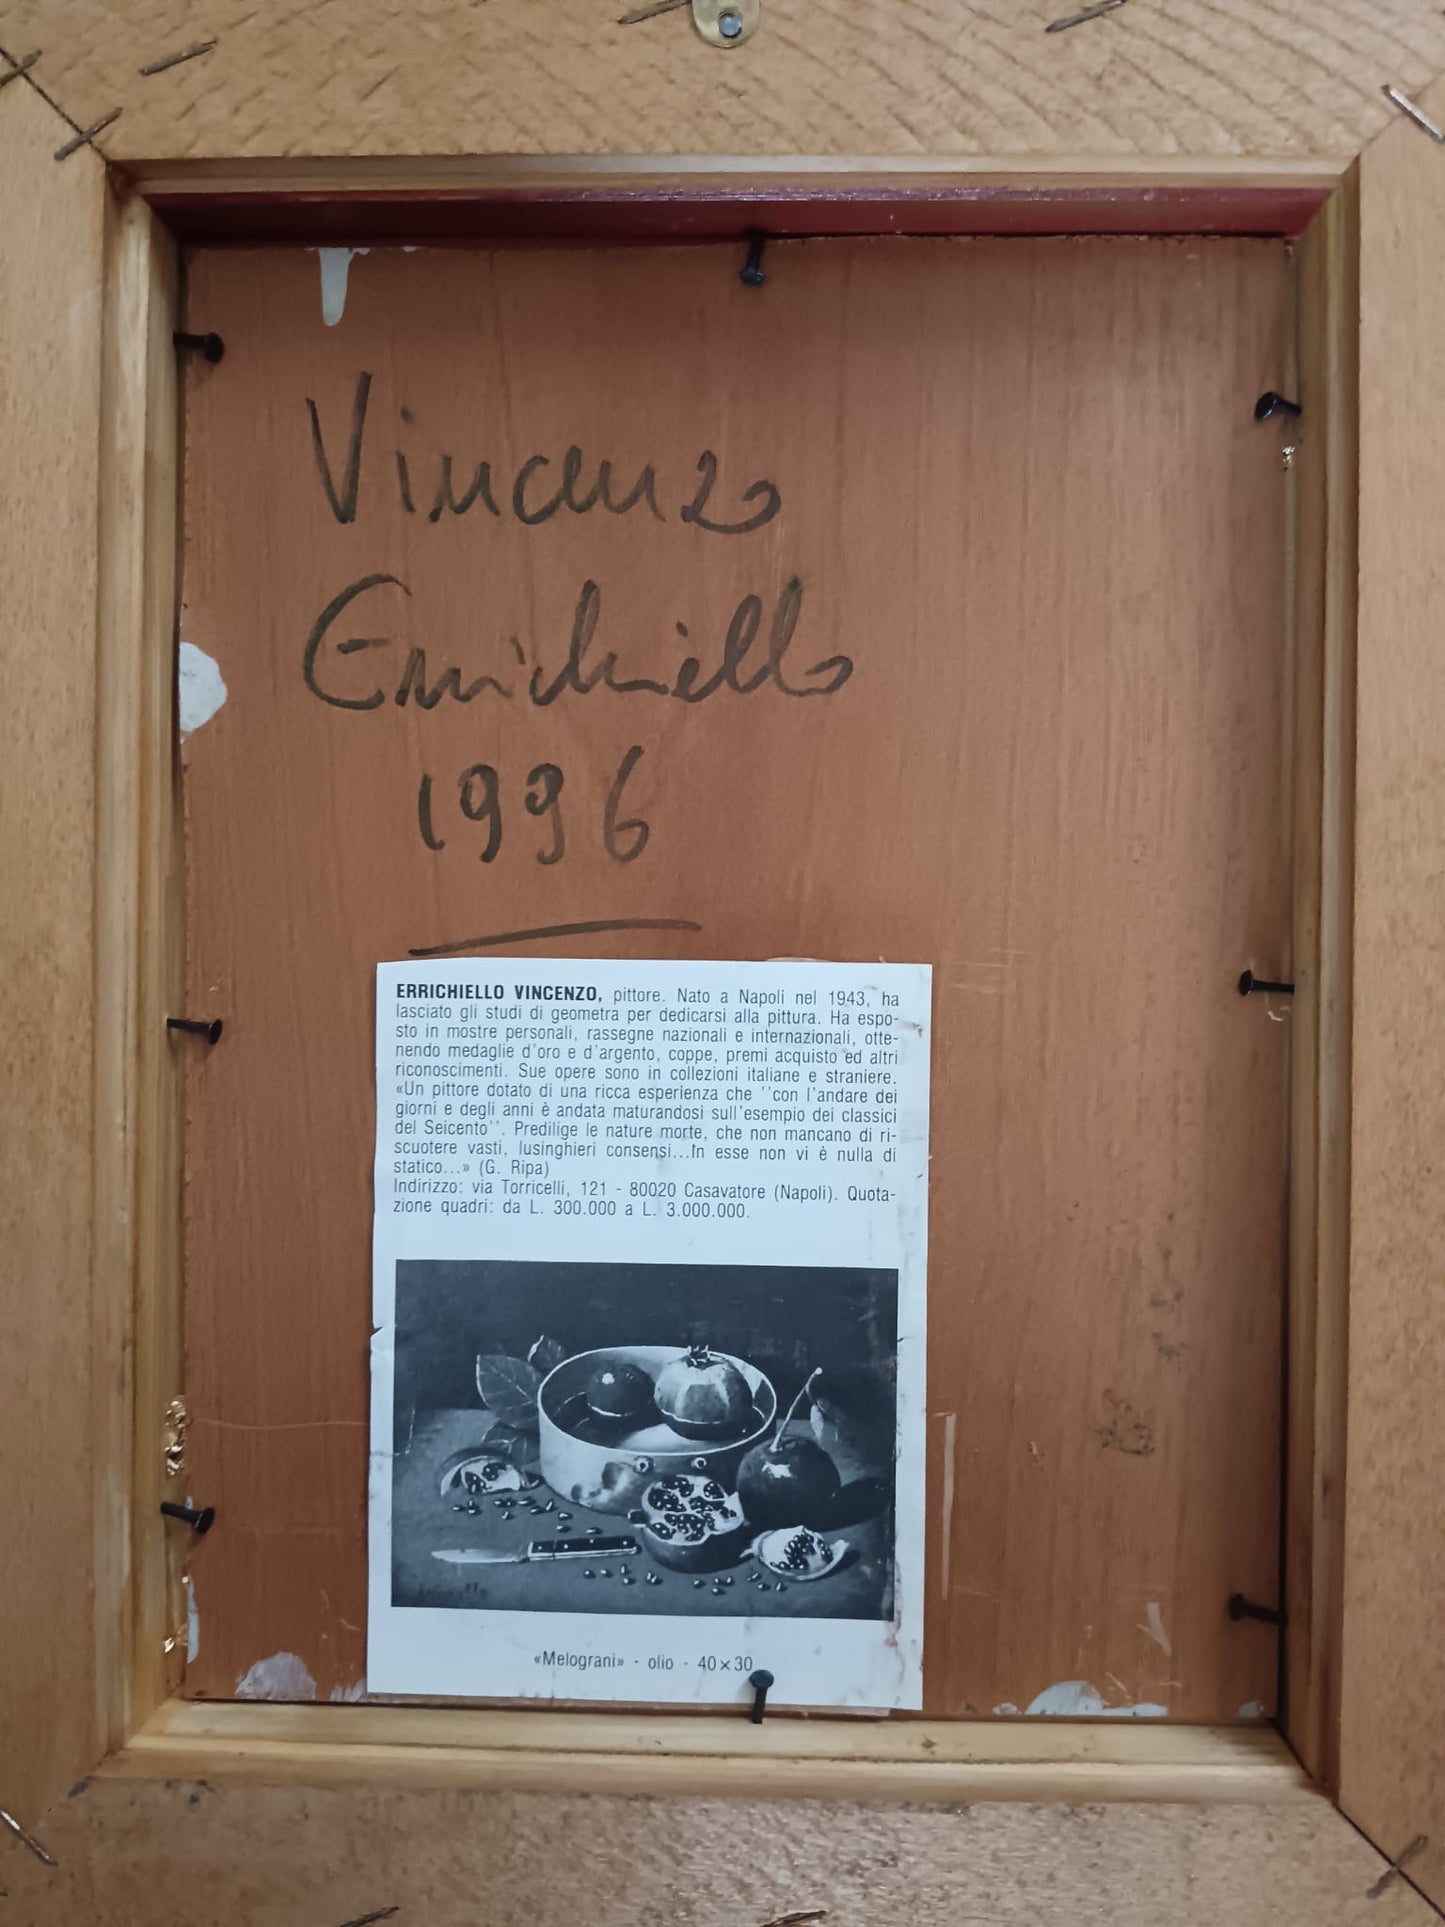 Vincenzo
Errichiello
1996
ERRICHIELLO VINCENZO, pittore. Nato a Napoli nel 1943, ha
lasciato gli studi di geometra per dedicarsi alla pittura. Ha espo-
sto in mostre personali, rassegne nazionali e internazionali, otte-
nendo medaglie d'oro e d'argento, coppe, premi acquisto ed altri
riconoscimenti. Sue opere sono in collezioni italiane e straniere.
«Un pittore dotato di una ricca esperienza che ''con l'andare dei
giorni e degli anni è andata maturandosi sull'esempio dei classici
del Seicento''. Predilige le nature morte, che non mancano di ri-
scuotere vasti, lusinghieri consensi...In esse non vi è nulla di
statico...» (G. Ripa)
Indirizzo: via Torricelli, 121 - 80020 Casavatore (Napoli). Quota-
zione quadri: da L. 300.000 a L. 3.000.000.
«Melograni» - olio - 40×30